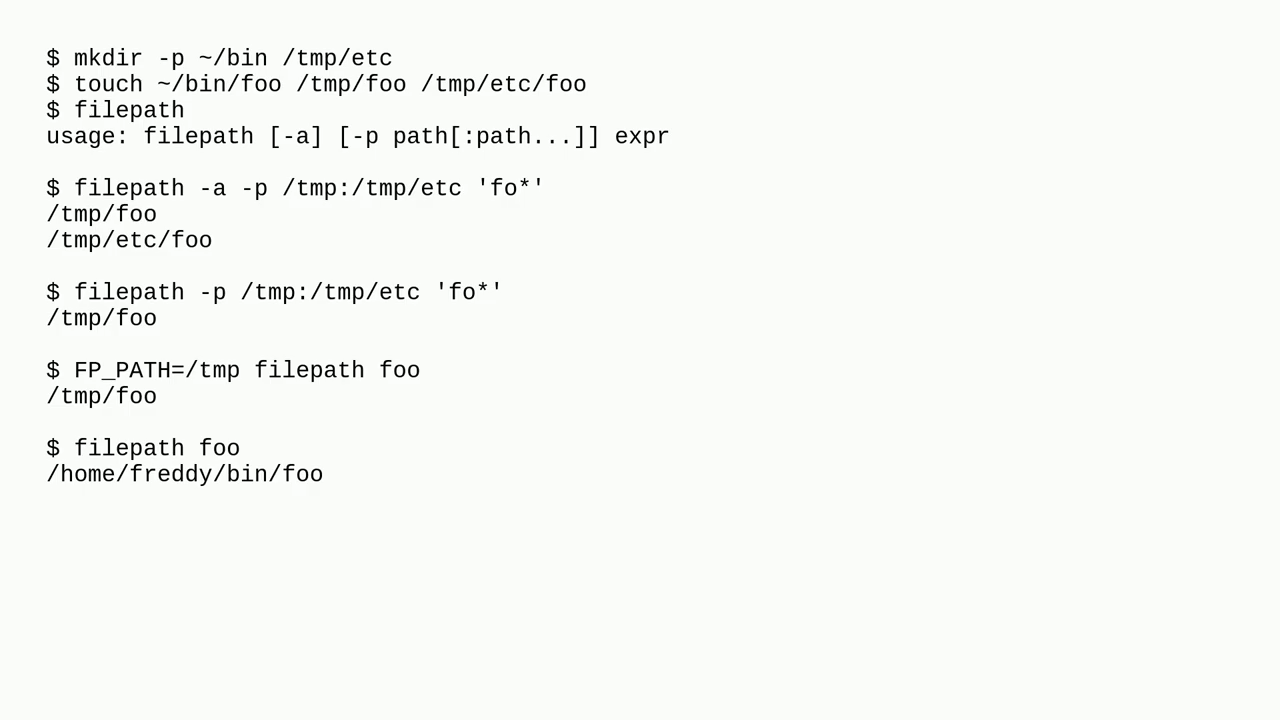 $ mkdir -p ~/bin /tmp/etc
$ touch ~/bin/foo /tmp/foo /tmp/etc/foo
$ filepath
usage: filepath [-a] [-p path[:path...]] expr
$ filepath -a -p /tmp:/tmp/etc 'fo*'
/tmp/foo
/tmp/etc/foo
$ filepath -p /tmp:/tmp/etc 'fo*'
/tmp/foo
$ FP_PATH=/tmp filepath foo
/tmp/foo
$ filepath foo
/home/freddy/bin/foo